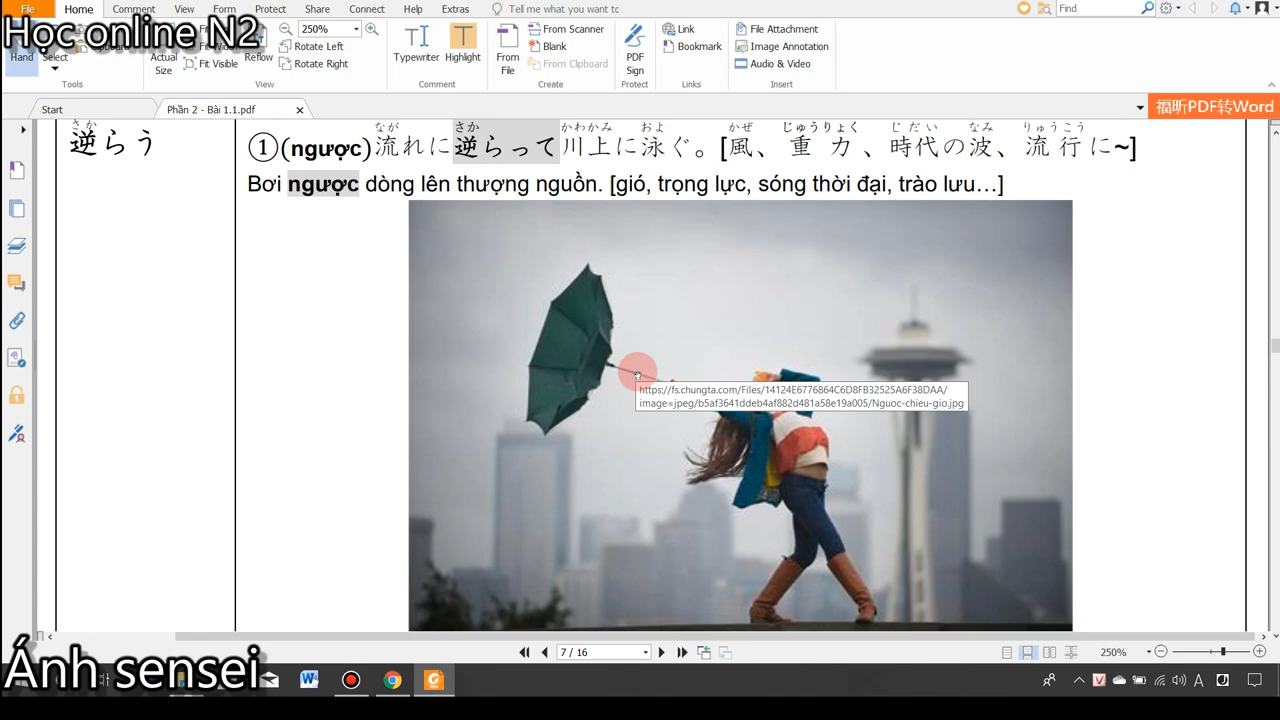 File Home Comment View Form Protect Share Connect Help Extras Tell me what you want to Find
Học online N2
Hand Select Actual Size Fit Visible Reflow 250% Rotate Left Rotate Right Typewriter Highlight From File From Scanner Blank From Clipboard PDF Sign Link Bookmark File Attachment Image Annotation Audio & Video
Tools View Comment Create Protect Links Insert
Start Phần 2 - Bài 1.1.pdf 福昕PDF转Word
さか なが さか かわかみ およ かぜ じゅうりょく じだい なみ りゅうこう
逆らう ①(ngược)流れに逆らって川上に泳ぐ。[風、重力、時代の波、流行に~]
Bơi ngược dòng lên thượng nguồn. [gió, trọng lực, sóng thời đại, trào lưu…]
https://fs.chungta.com/Files/14124E6776864C6D8FB32525A6F38DAA/
image=jpeg/b5af3641ddeb4af882d481a58e19a005/Nguoc-chieu-gio.jpg
7 / 16 250%
Ánh sensei